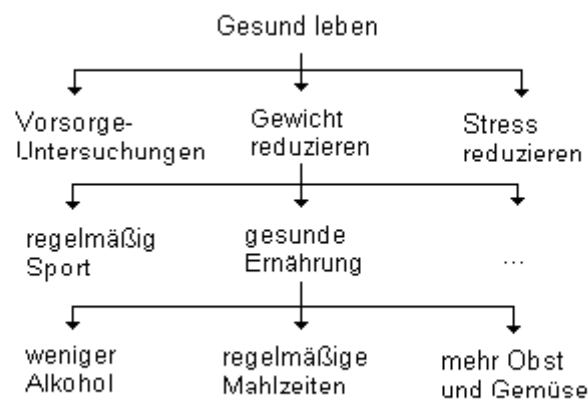 Gesund leben
Vorsorge-
Untersuchungen
Gewicht
reduzieren
Stress
reduzieren
regelmäßig
Sport
gesunde
Ernährung
...
weniger
Alkohol
regelmäßige
Mahlzeiten
mehr Obst
und Gemüse